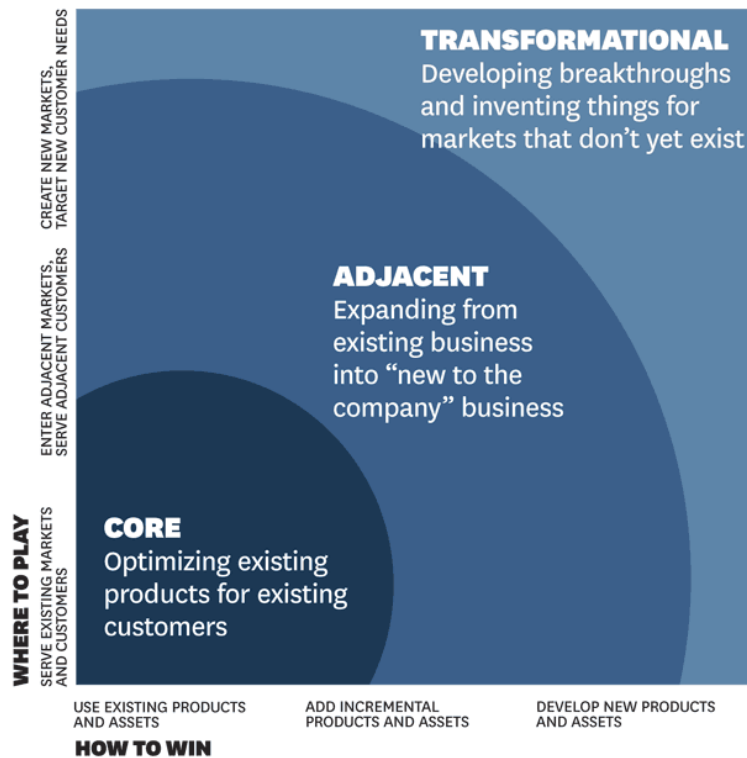 TRANSFORMATIONAL
Developing breakthroughs
and inventing things for
markets that don’t yet exist
ADJACENT
Expanding from
existing business
into “new to the
company” business
CORE
Optimizing existing
products for existing
customers
WHERE TO PLAY
CREATE NEW MARKETS,
TARGET NEW CUSTOMER NEEDS
ENTER ADJACENT MARKETS,
SERVE ADJACENT CUSTOMERS
SERVE EXISTING MARKETS
AND CUSTOMERS
USE EXISTING PRODUCTS
AND ASSETS
ADD INCREMENTAL
PRODUCTS AND ASSETS
DEVELOP NEW PRODUCTS
AND ASSETS
HOW TO WIN